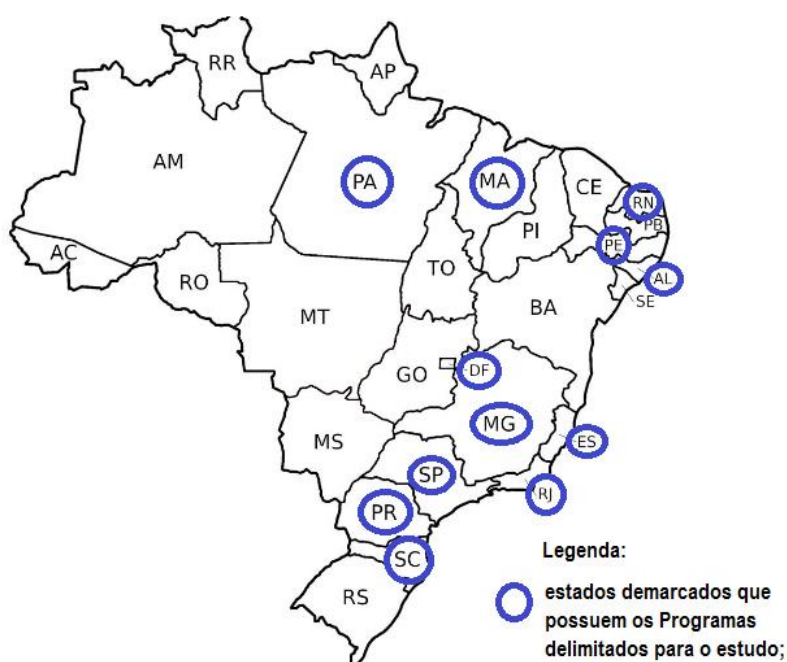 RR
AP
AM
PA
MA
CE
RN
PB
PI
PE
AC
TO
AL
RO
SE
BA
MT
DF
GO
MG
MS
ES
SP
RJ
PR
SC
RS
Legenda:
estados demarcados que
possuem os Programas
delimitados para o estudo;